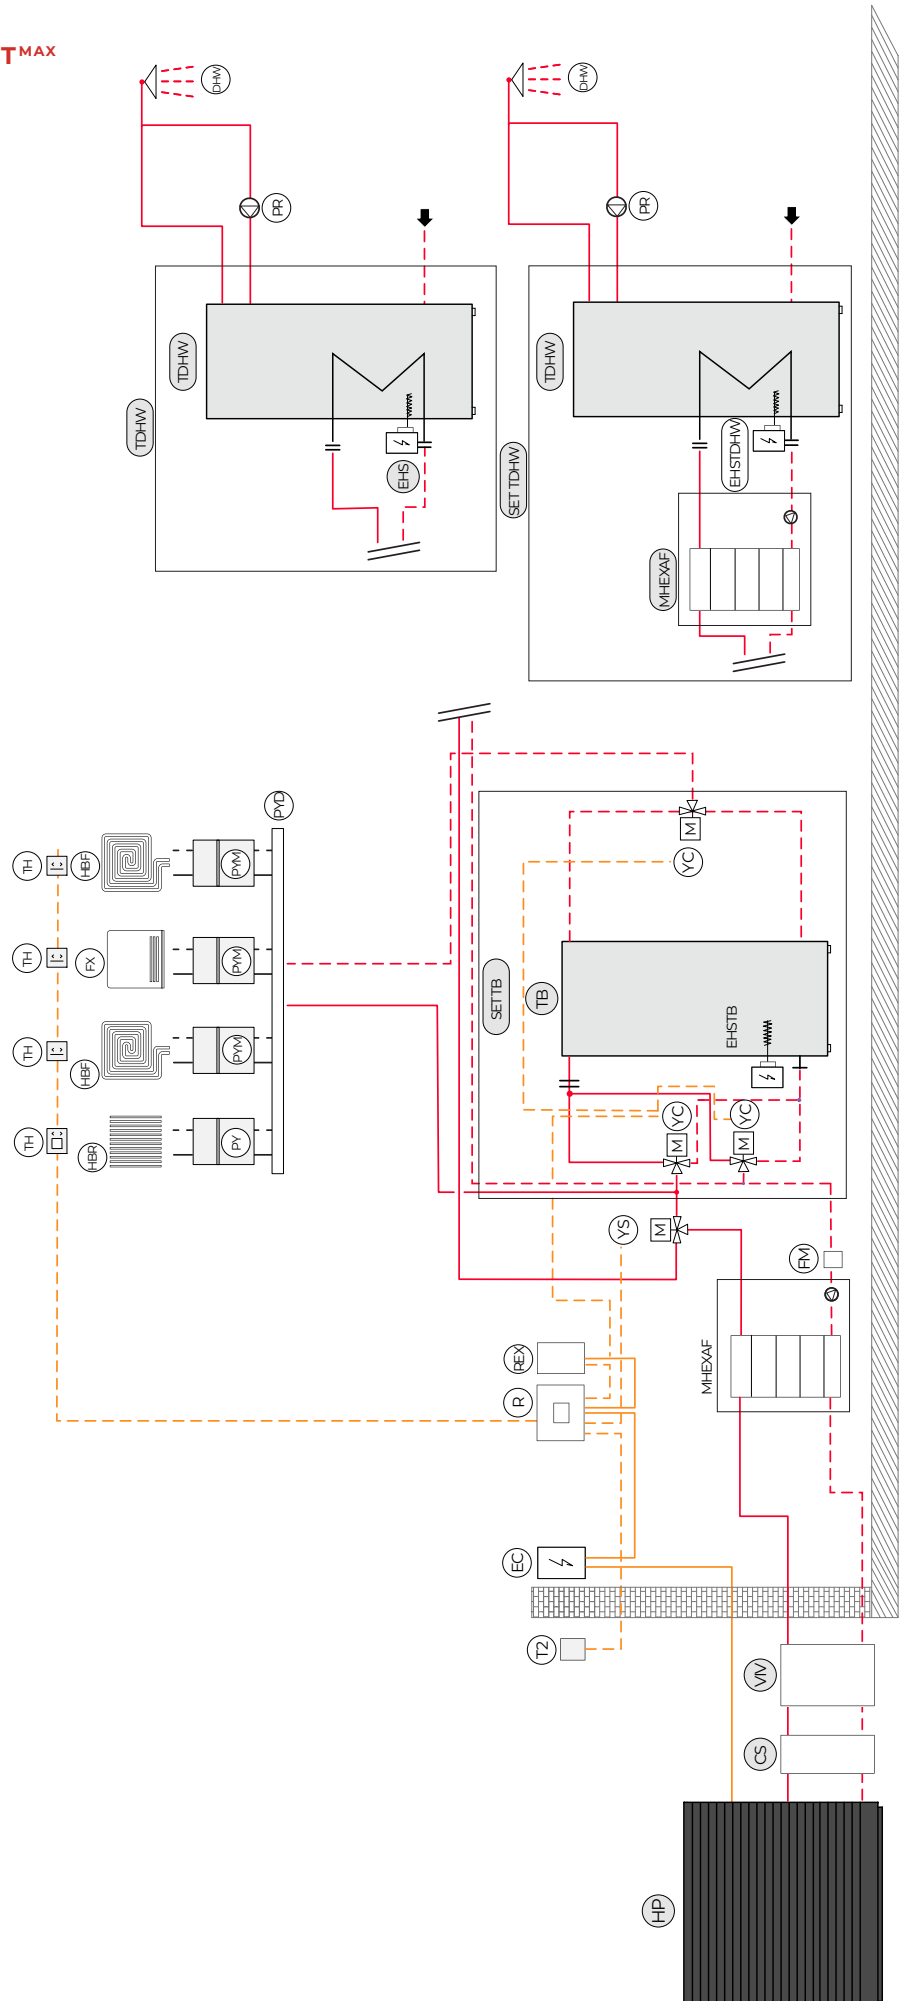 T MAX
DHW
DHW
PR
PR
TDHW
TDHW
TDHW
EHS
SET TDHW
EHSTDHW
MHEXAF
PYD
TH
HBF
PYM
M
YC
TH
FX
PYM
SET TB
TB
EHSTB
TH
HBF
PYM
TH
HBR
PY
YC
YC
M
M
YS
M
FM
REX
MHEXAF
R
EC
T2
VIV
CS
HP